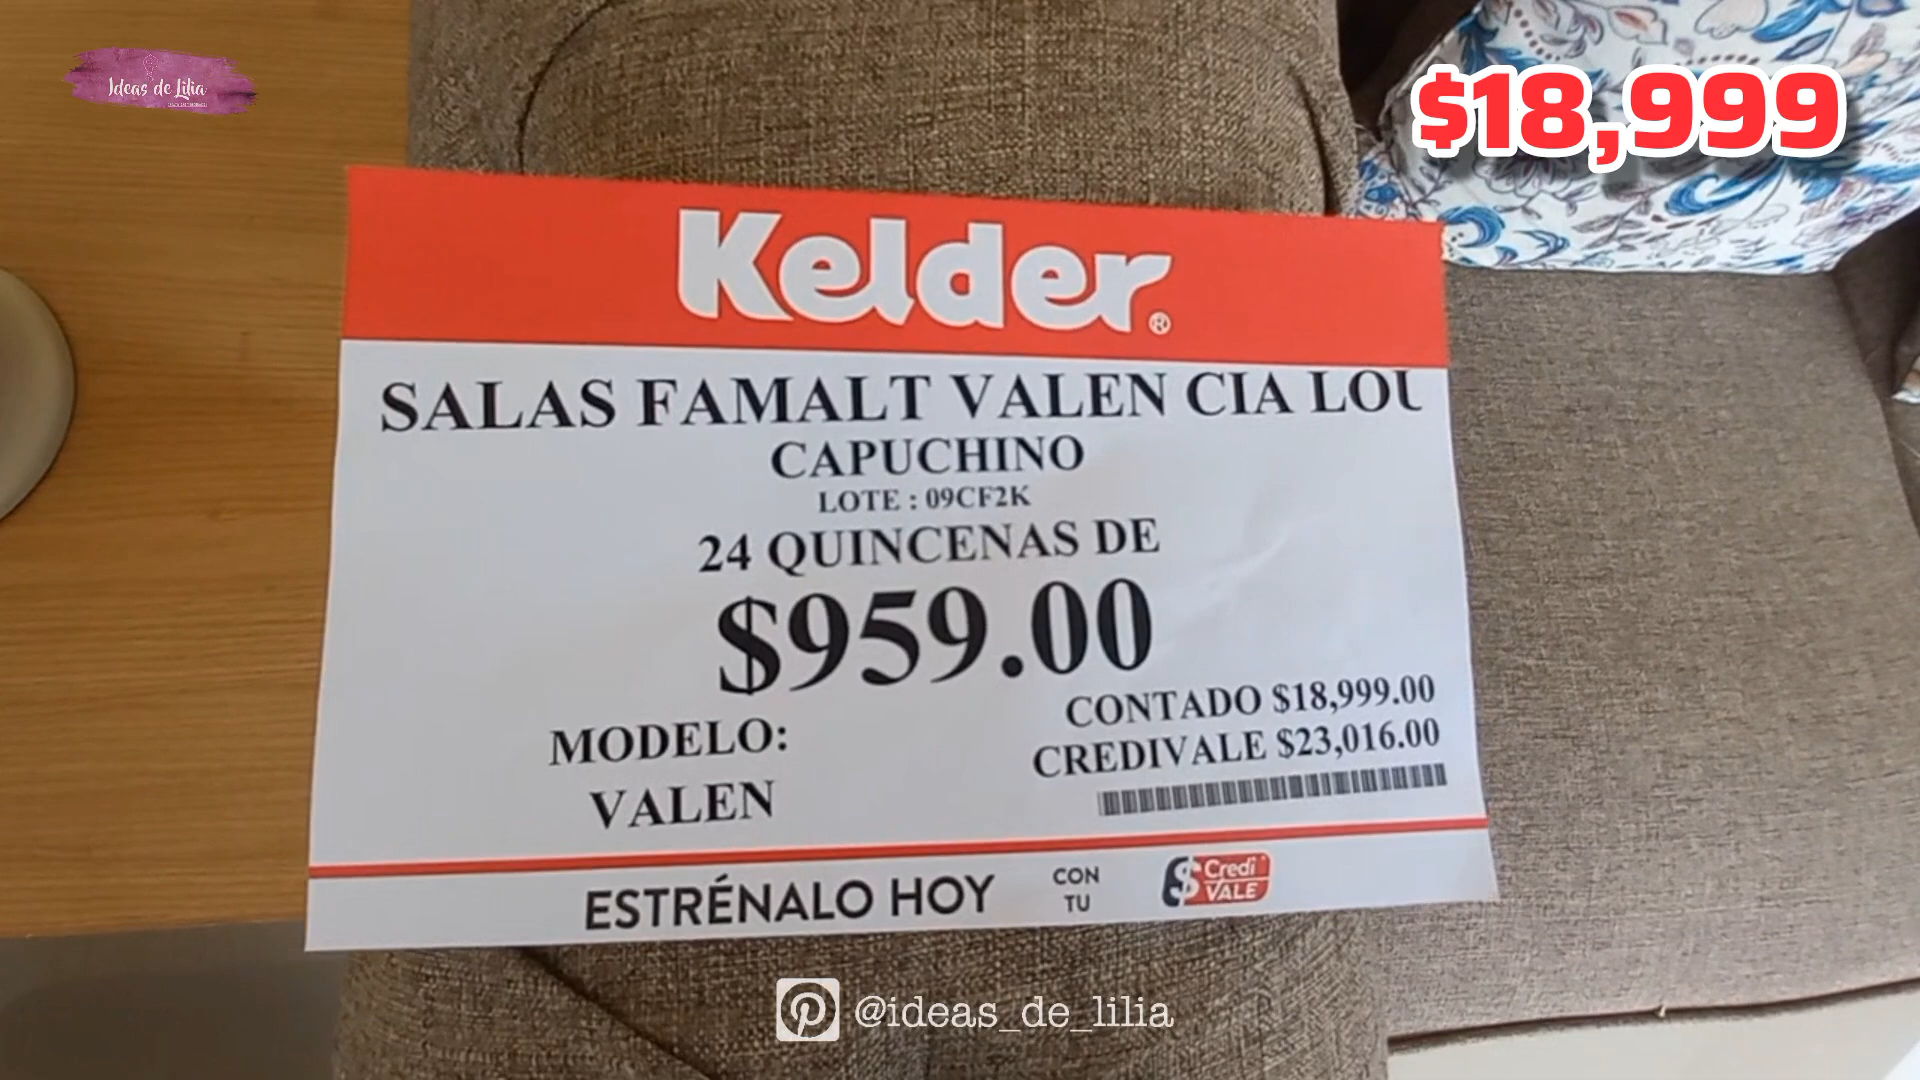 Ideas de Lilia
$18,999
Kelder®
SALAS FAMALT VALEN CIA LOU
CAPUCHINO
LOTE : 09CF2K
24 QUINCENAS DE
$959.00
CONTADO $18,999.00
CREDIVALE $23,016.00
MODELO:
VALEN
ESTRÉNALO HOY CON TU Credi VALE
@ideas_de_lilia